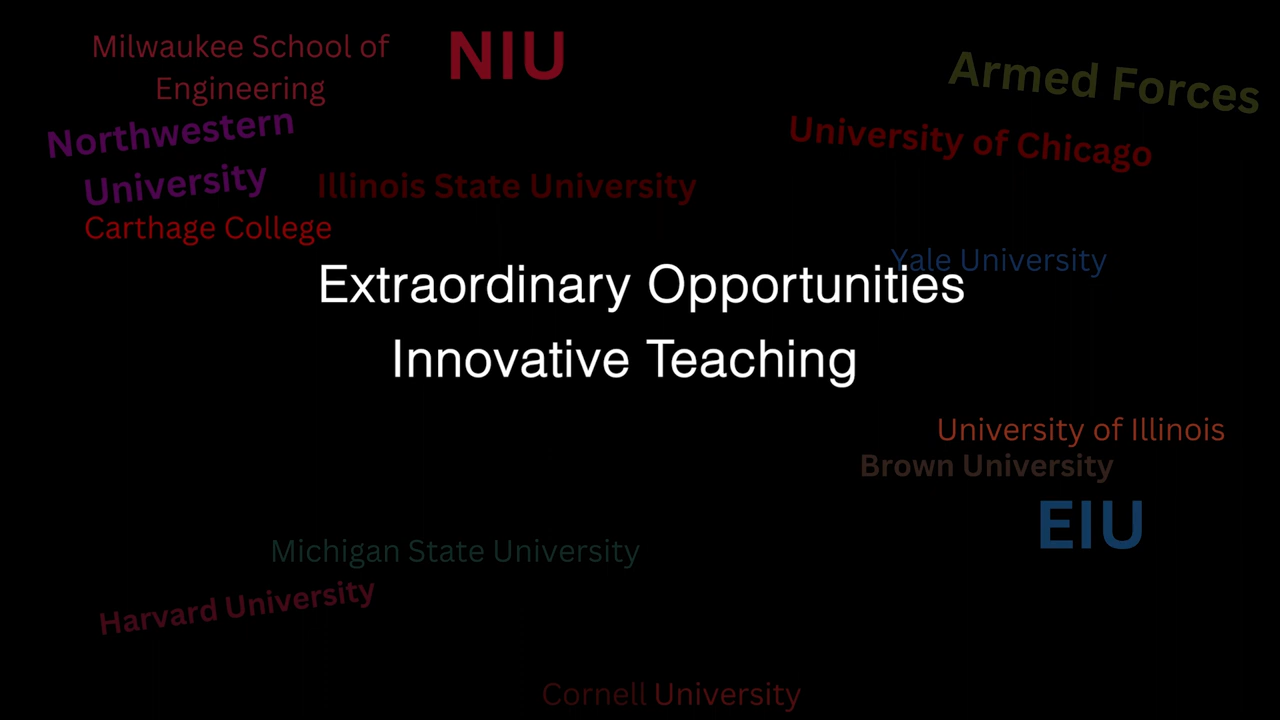 Milwaukee School of
Engineering
NIU
Armed Forces
Northwestern
University
University of Chicago
Illinois State University
Carthage College
Yale University
Extraordinary Opportunities
Innovative Teaching
University of Illinois
Brown University
EIU
Michigan State University
Harvard University
Cornell University